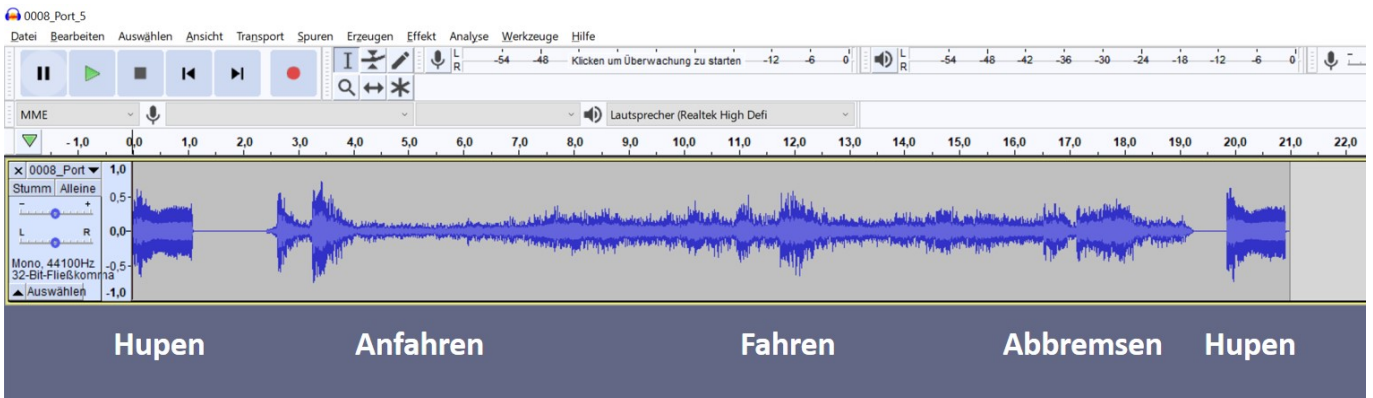 0008_Port_5
Datei Bearbeiten Auswählen Ansicht Transport Spuren Erzeugen Effekt Analyse Werkzeuge Hilfe
L
R
-54 -48 Klicken um Überwachung zu starten -12 -6 0
L
R
-54 -48 -42 -36 -30 -24 -18 -12 -6 0
MME
Lautsprecher (Realtek High Defi
-1,0 0,0 1,0 2,0 3,0 4,0 5,0 6,0 7,0 8,0 9,0 10,0 11,0 12,0 13,0 14,0 15,0 16,0 17,0 18,0 19,0 20,0 21,0 22,0
0008_Port
Stumm Alleine
- +
L R
Mono, 44100Hz
32-Bit-Fließkomma
Auswählen
1,0
0,5
0,0
-0,5
-1,0
Hupen Anfahren Fahren Abbremsen Hupen